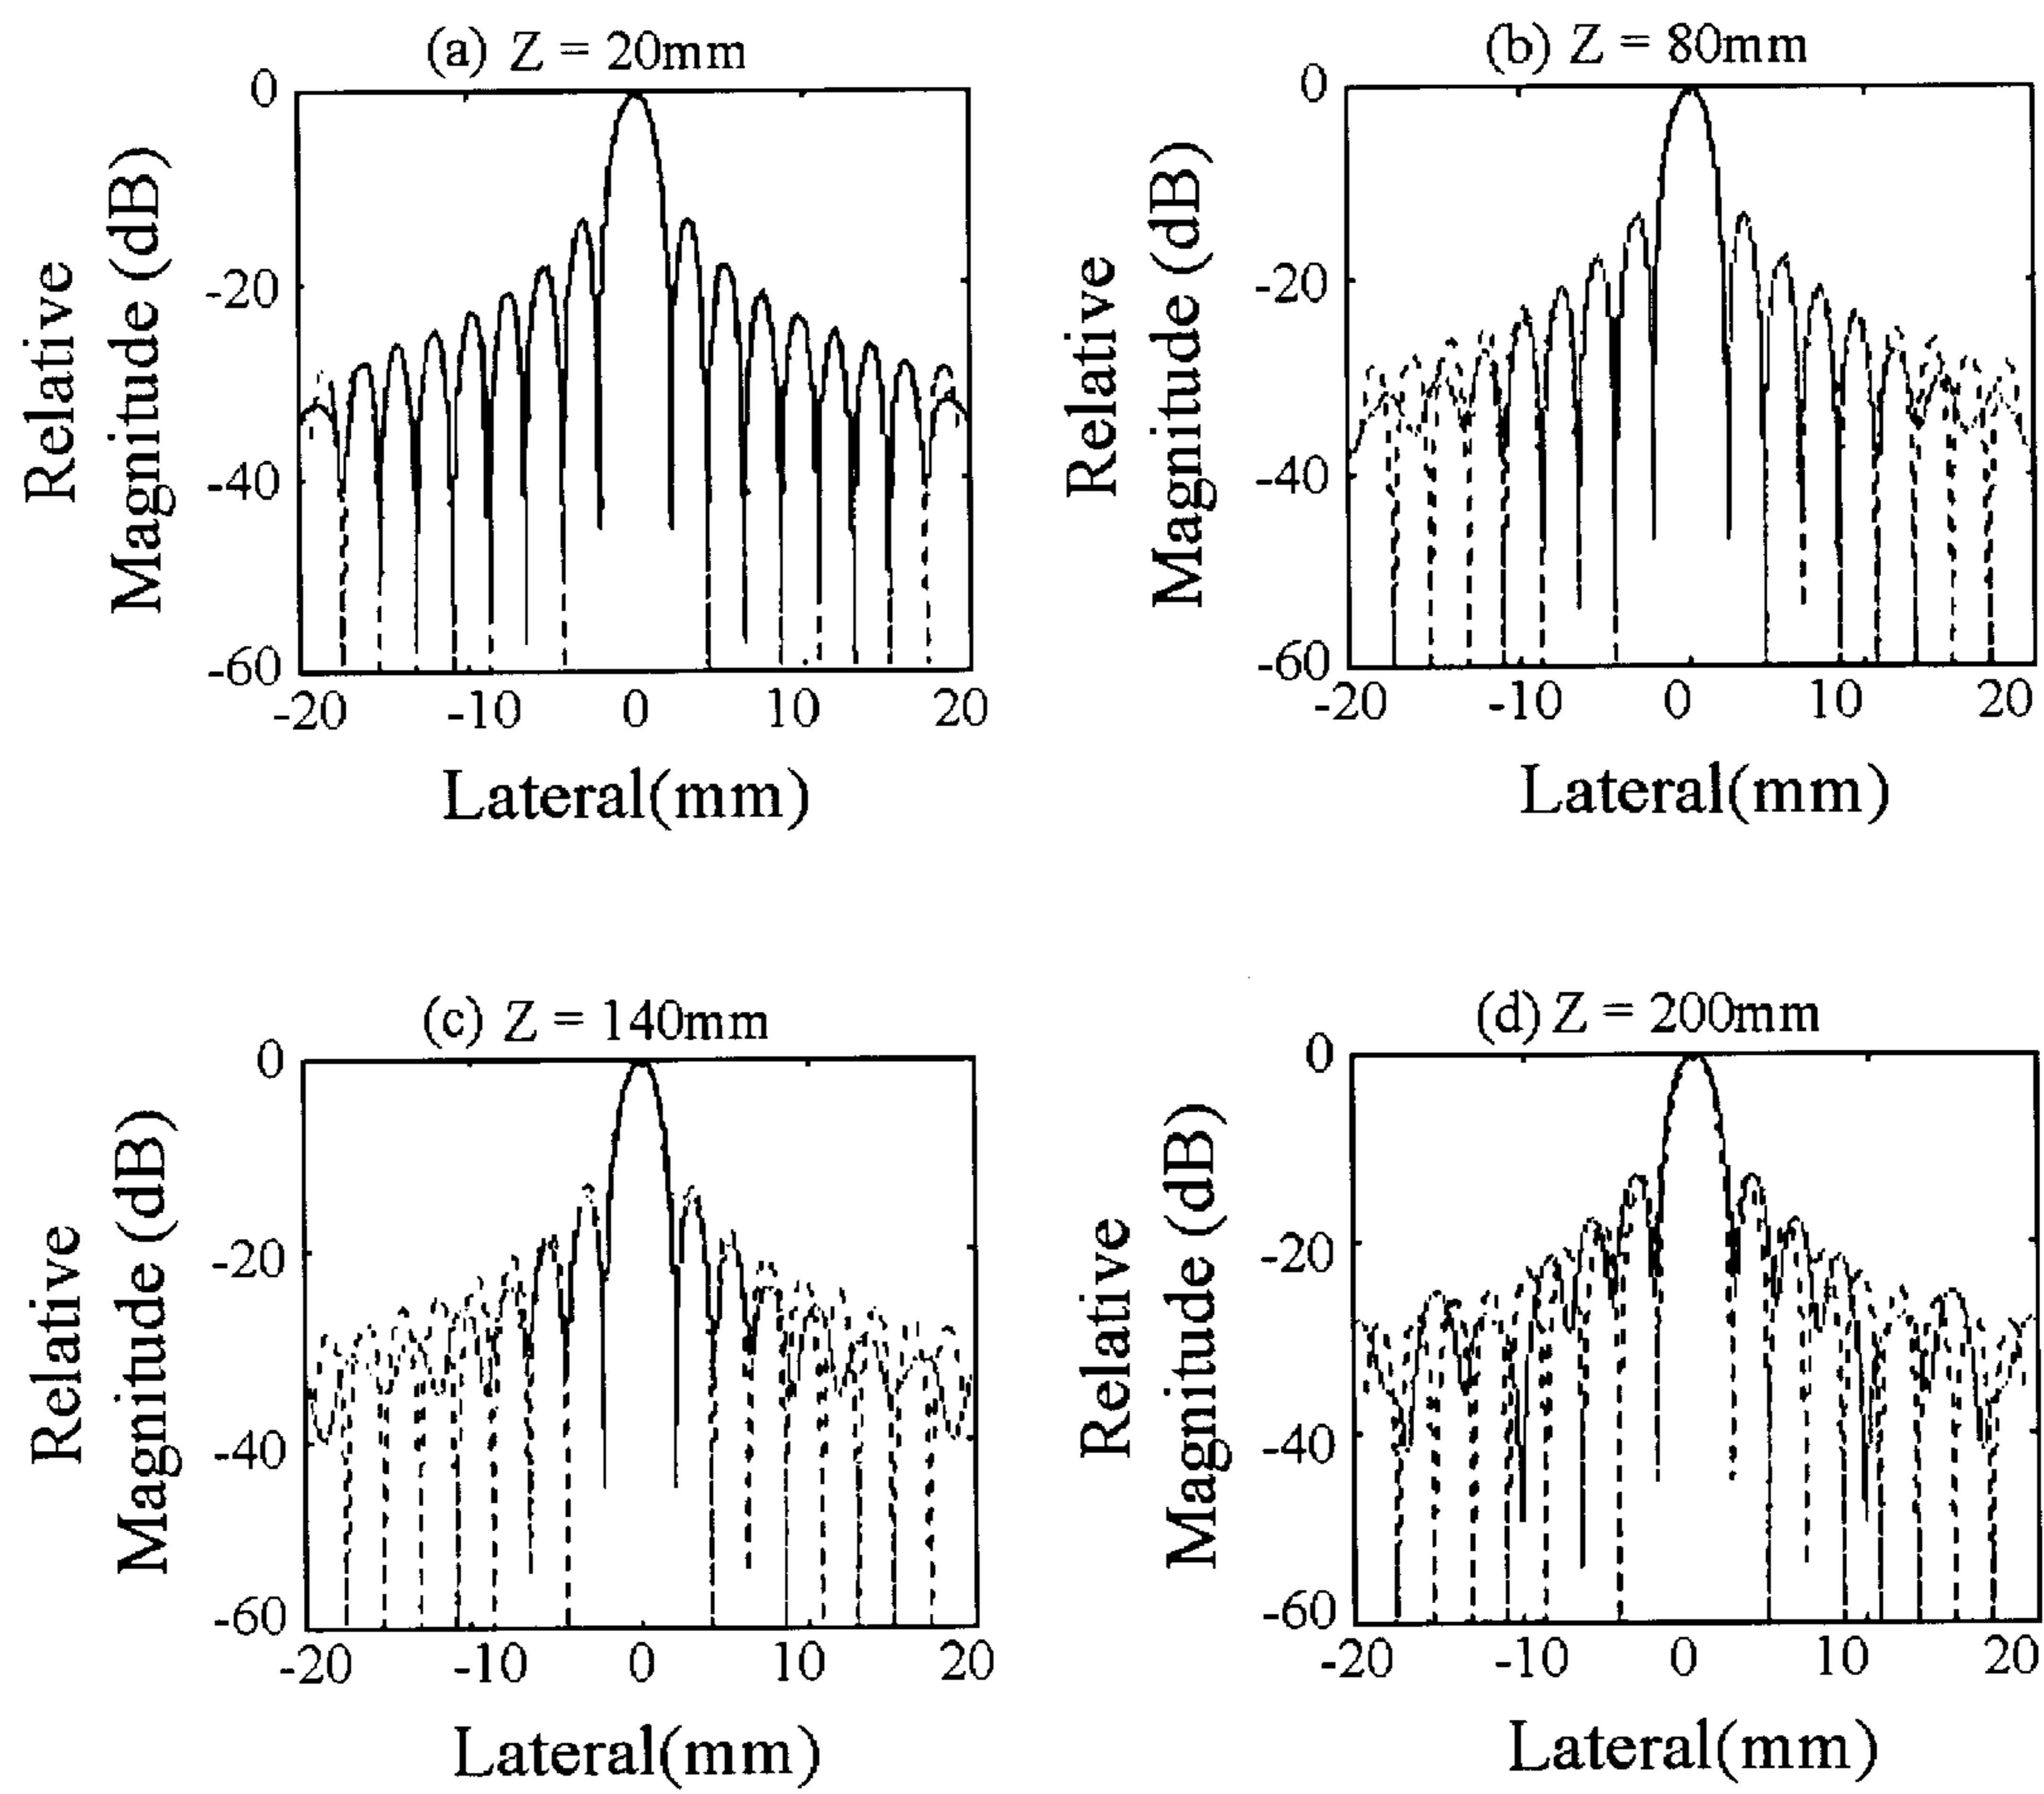 (a) Z = 20mm
0
-20
-40
-60
Relative
Magnitude (dB)
-20 -10 0 10 20
Lateral(mm)
(b) Z = 80mm
0
-20
-40
-60
Relative
Magnitude (dB)
-20 -10 0 10 20
Lateral(mm)
(c) Z = 140mm
0
-20
-40
-60
Relative
Magnitude (dB)
-20 -10 0 10 20
Lateral(mm)
(d) Z = 200mm
0
-20
-40
-60
Relative
Magnitude (dB)
-20 -10 0 10 20
Lateral(mm)